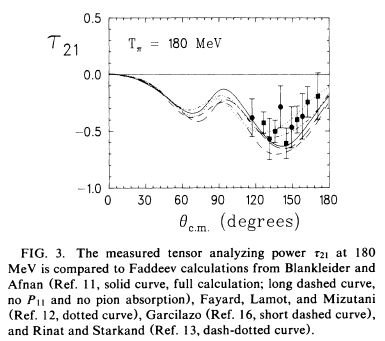 0.5
τ21
Tπ = 180 MeV
0.0
-0.5
-1.0
0 30 60 90 120 150 180
θc.m. (degrees)
FIG. 3. The measured tensor analyzing power τ21 at 180
MeV is compared to Faddeev calculations from Blankleider and
Afnan (Ref. 11, solid curve, full calculation; long dashed curve,
no P11 and no pion absorption), Fayard, Lamot, and Mizutani
(Ref. 12, dotted curve), Garcilazo (Ref. 16, short dashed curve),
and Rinat and Starkand (Ref. 13, dash-dotted curve).